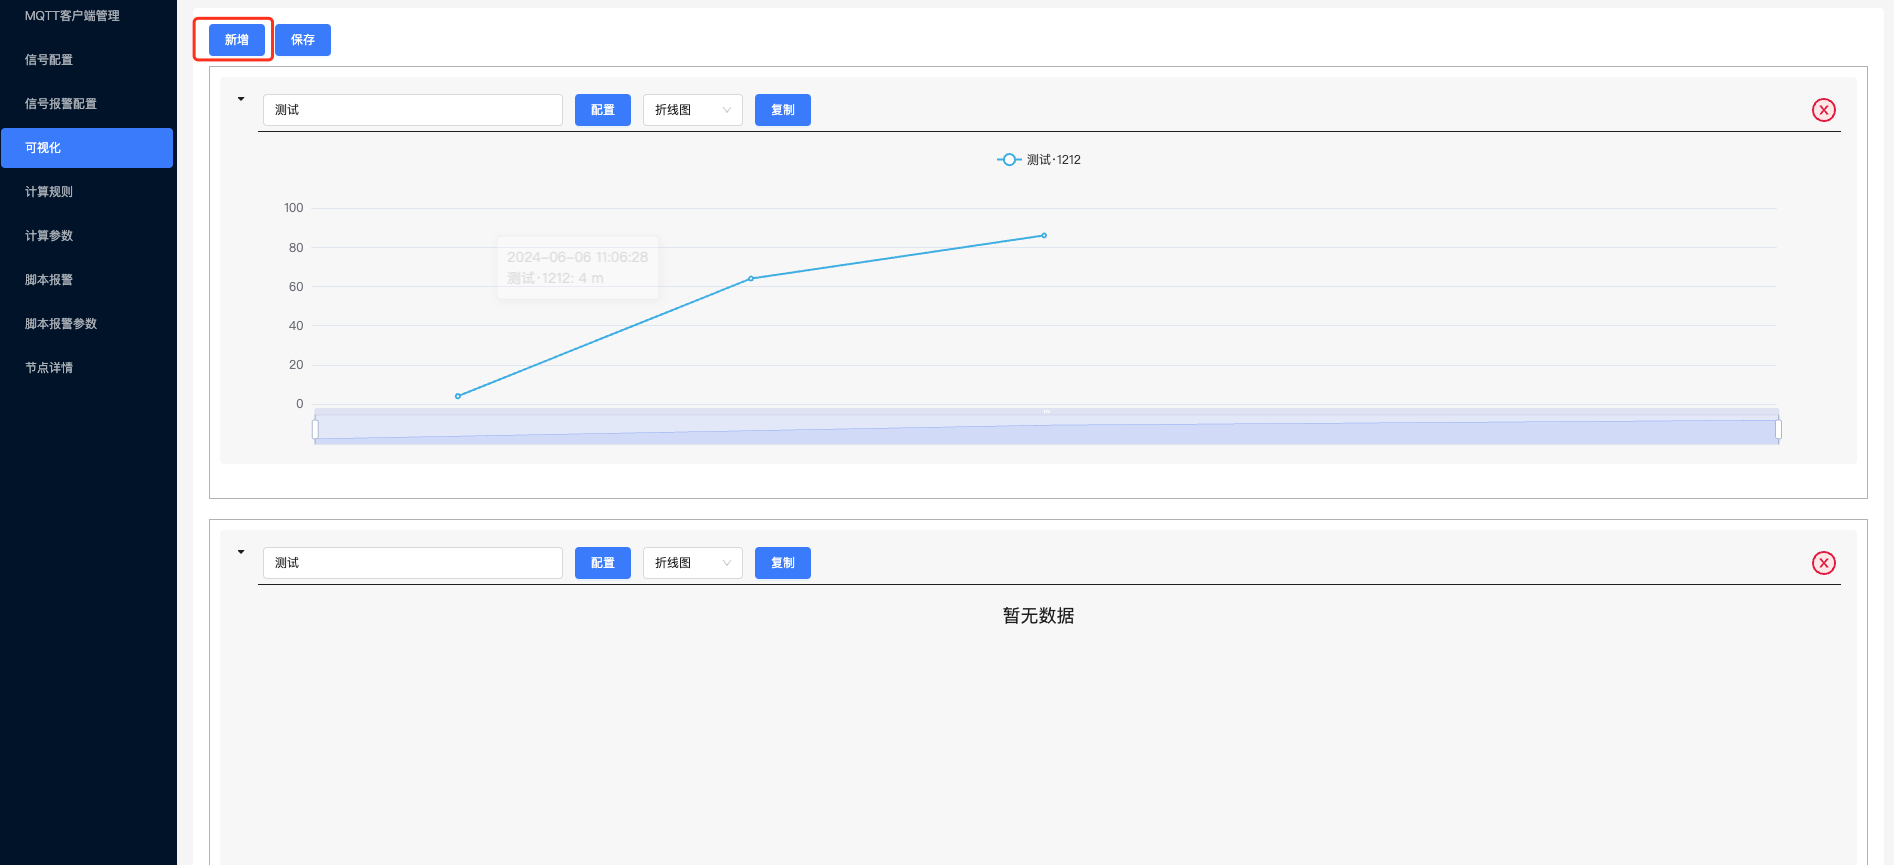 MQTT客户端管理
信号配置
信号报警配置
可视化
计算规则
计算参数
脚本报警
脚本报警参数
节点详情
新增
保存
测试
配置
折线图
复制
测试·1212
100
80
60
40
20
0
2024-06-06 11:06:28
测试·1212: 4 m
测试
配置
折线图
复制
暂无数据